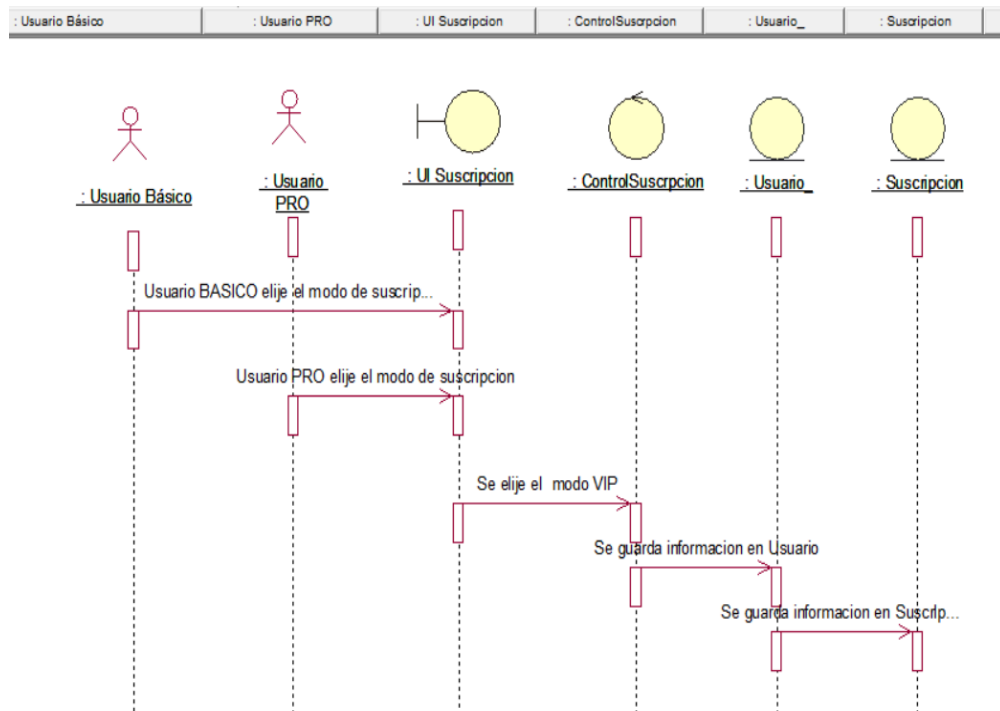 : Usuario Básico
: Usuario PRO
: UI Suscripcion
: ControlSuscrpcion
: Usuario_
: Suscripcion
: Usuario Básico
: Usuario
PRO
: UI Suscripcion
: ControlSuscrpcion
: Usuario_
: Suscripcion
Usuario BASICO elije el modo de suscrip...
Usuario PRO elije el modo de suscripcion
Se elije el modo VIP
Se guarda informacion en Usuario
Se guarda informacion en SuscrIp...